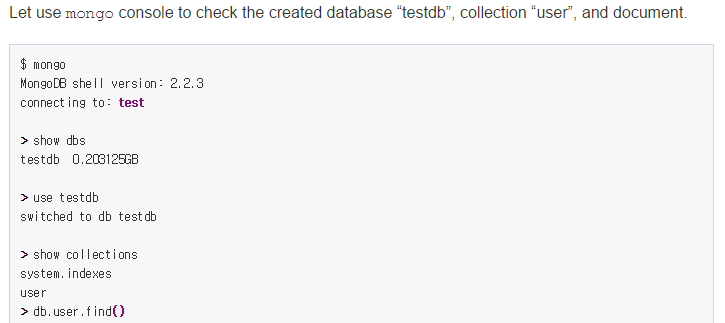 Let use mongo console to check the created database “testdb”, collection “user”, and document.
$ mongo
MongoDB shell version: 2.2.3
connecting to: test
> show dbs
testdb 0.203125GB
> use testdb
switched to db testdb
> show collections
system.indexes
user
> db.user.find()